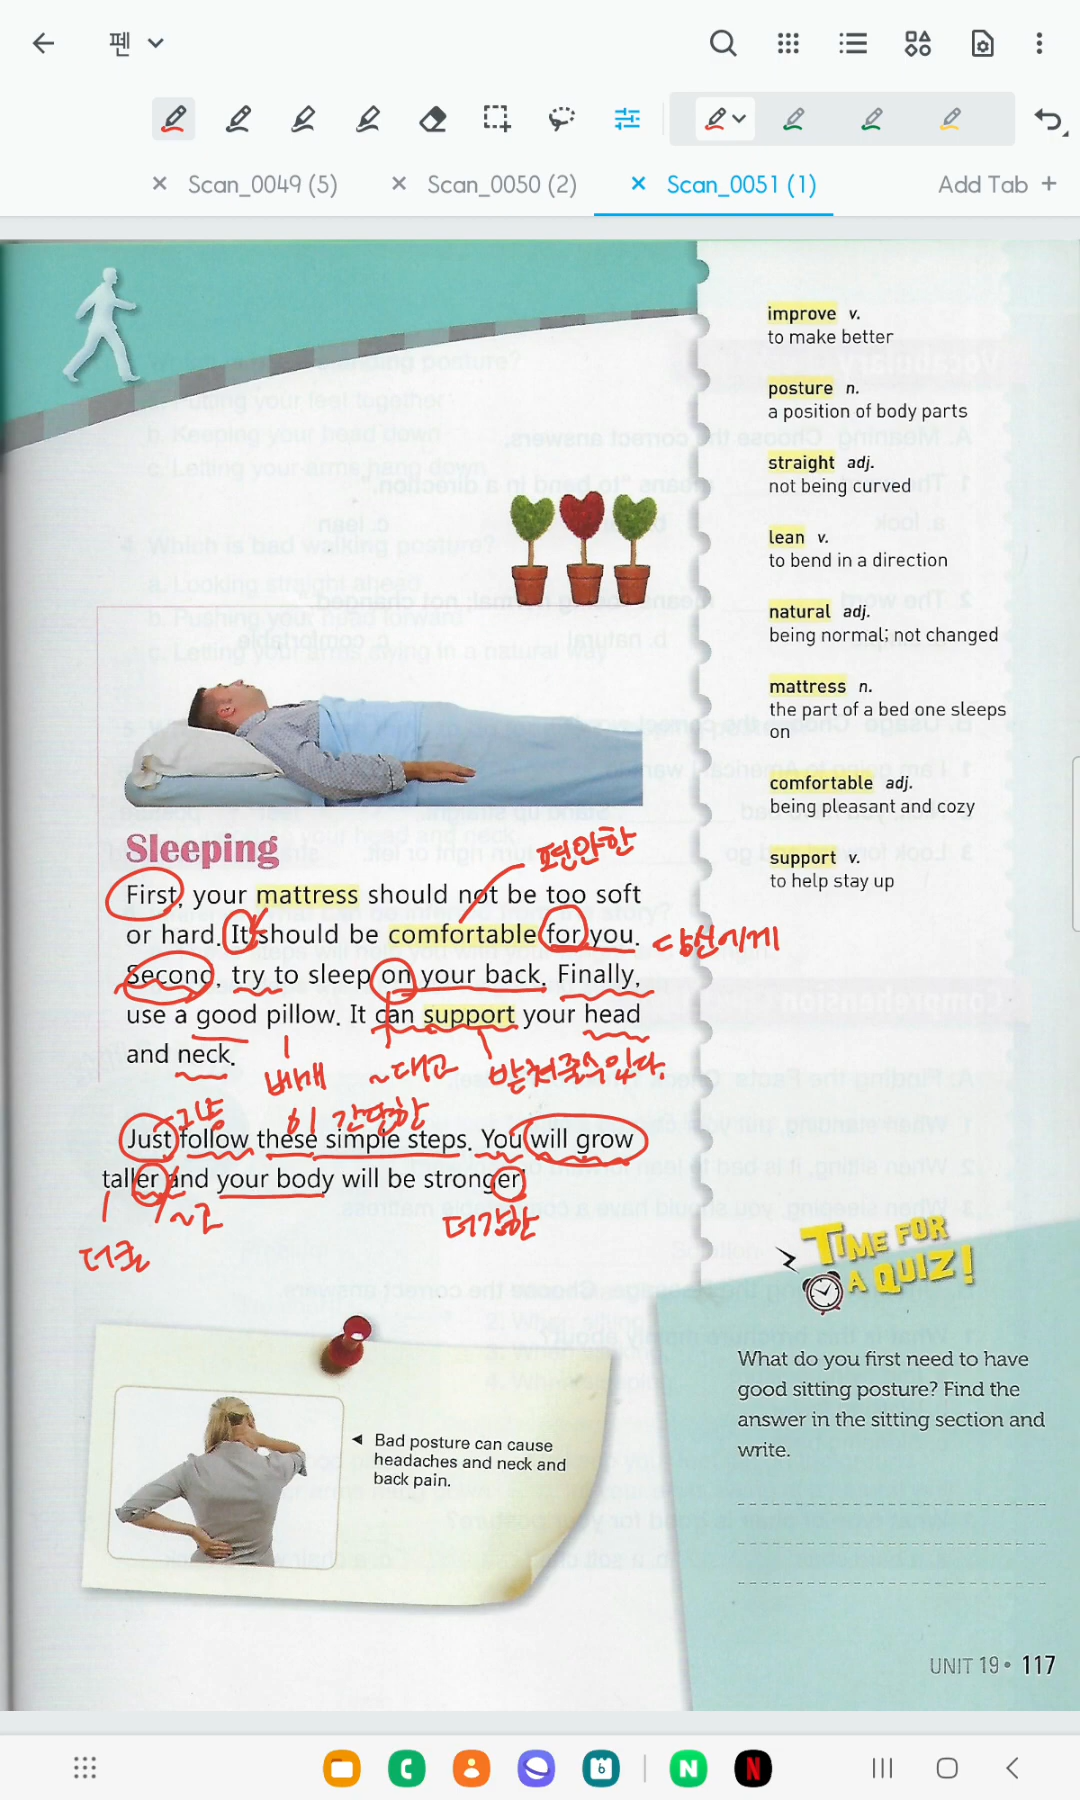 펜
Scan_0049 (5)
Scan_0050 (2)
Scan_0051 (1)
Add Tab +
improve v.
to make better
posture n.
a position of body parts
straight adj.
not being curved
lean v.
to bend in a direction
natural adj.
being normal; not changed
mattress n.
the part of a bed one sleeps
on
comfortable adj.
being pleasant and cozy
support v.
to help stay up
Sleeping
편안한
First, your mattress should not be too soft
or hard. It should be comfortable for you.
당신에게
Second, try to sleep on your back. Finally,
use a good pillow. It can support your head
and neck.
베개
~대고
받쳐줄수있다.
그냥
이 간단한
Just follow these simple steps. You will grow
taller and your body will be stronger.
~고
더강한
더큰
Bad posture can cause
headaches and neck and
back pain.
TIME FOR
A QUIZ!
What do you first need to have
good sitting posture? Find the
answer in the sitting section and
write.
UNIT 19 • 117
6
N
N